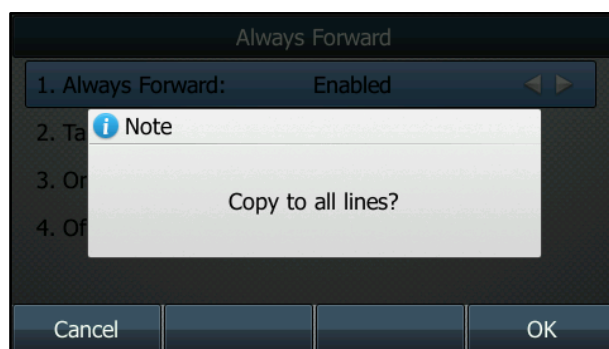 Always Forward
1. Always Forward: Enabled
2. Ta
Note
3. Or
Copy to all lines?
4. Of
Cancel OK